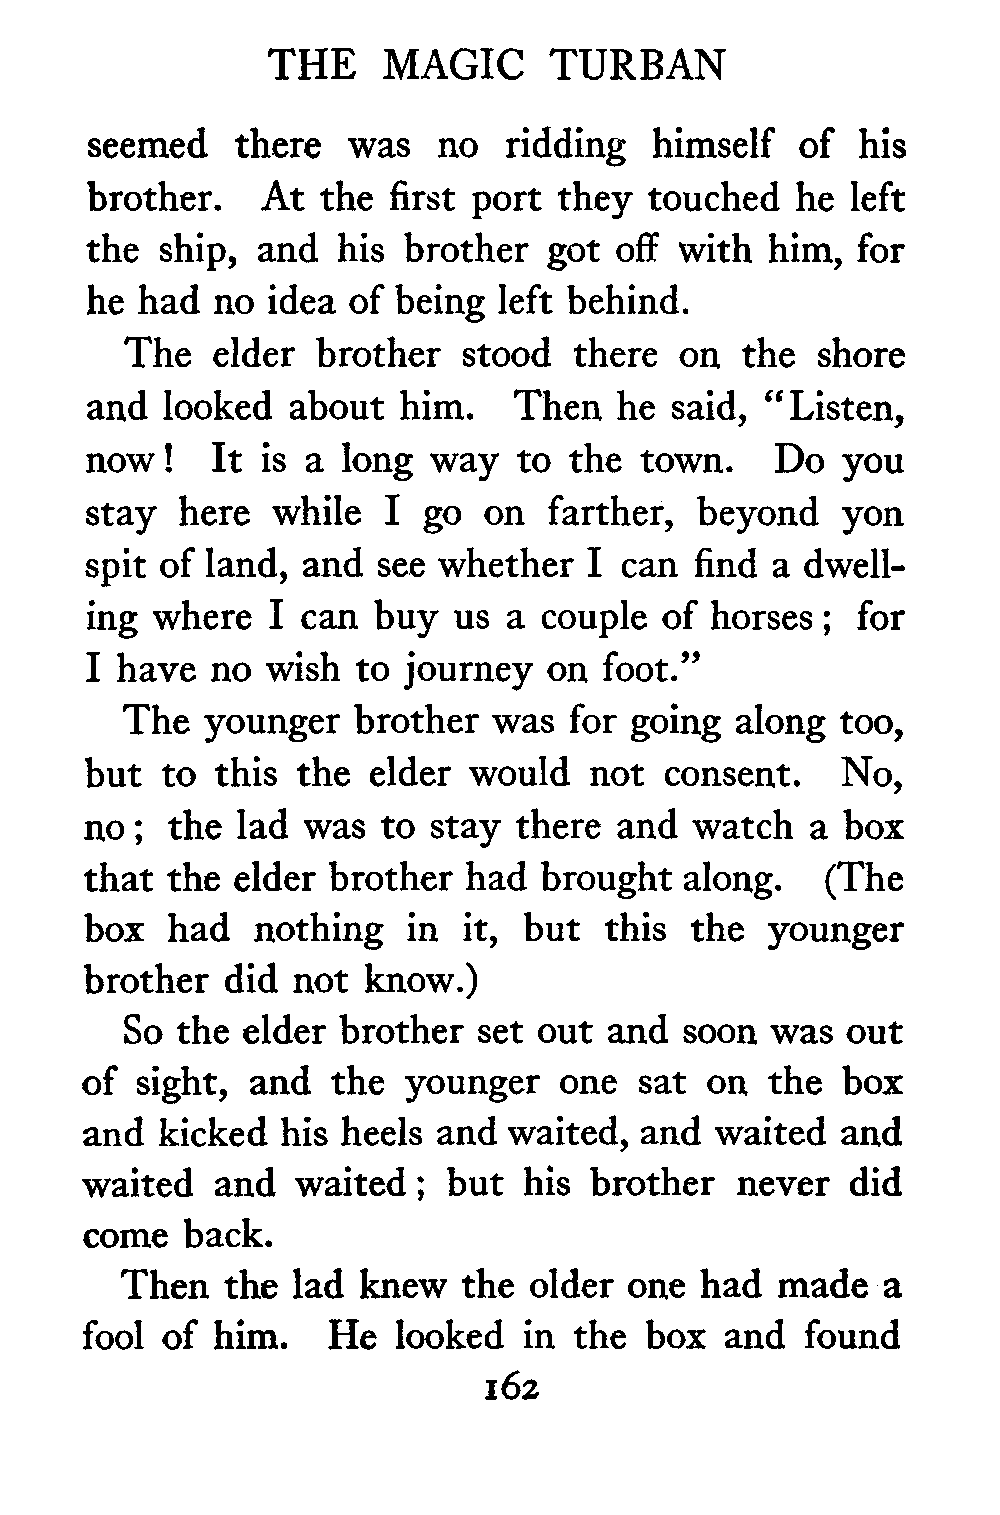 THE MAGIC TURBAN
seemed there was no ridding himself of his
brother. At the first port they touched he left
the ship, and his brother got off with him, for
he had no idea of being left behind.
The elder brother stood there on the shore
and looked about him. Then he said, “Listen,
now! It is a long way to the town. Do you
stay here while I go on farther, beyond yon
spit of land, and see whether I can find a dwell-
ing where I can buy us a couple of horses; for
I have no wish to journey on foot.”
The younger brother was for going along too,
but to this the elder would not consent. No,
no; the lad was to stay there and watch a box
that the elder brother had brought along. (The
box had nothing in it, but this the younger
brother did not know.)
So the elder brother set out and soon was out
of sight, and the younger one sat on the box
and kicked his heels and waited, and waited and
waited and waited; but his brother never did
come back.
Then the lad knew the older one had made a
fool of him. He looked in the box and found
162